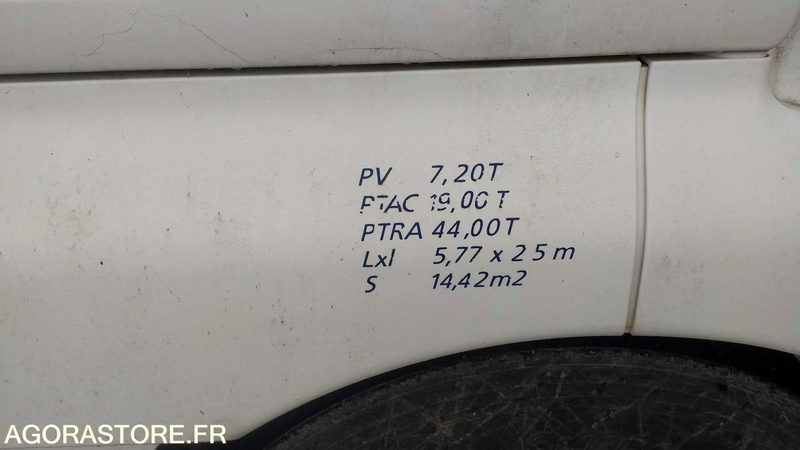 PV 7,20T
PTAC 19,00 T
PTRA 44,00T
Lxl 5,77 x 2 5 m
S 14,42m2
AGORASTORE.FR